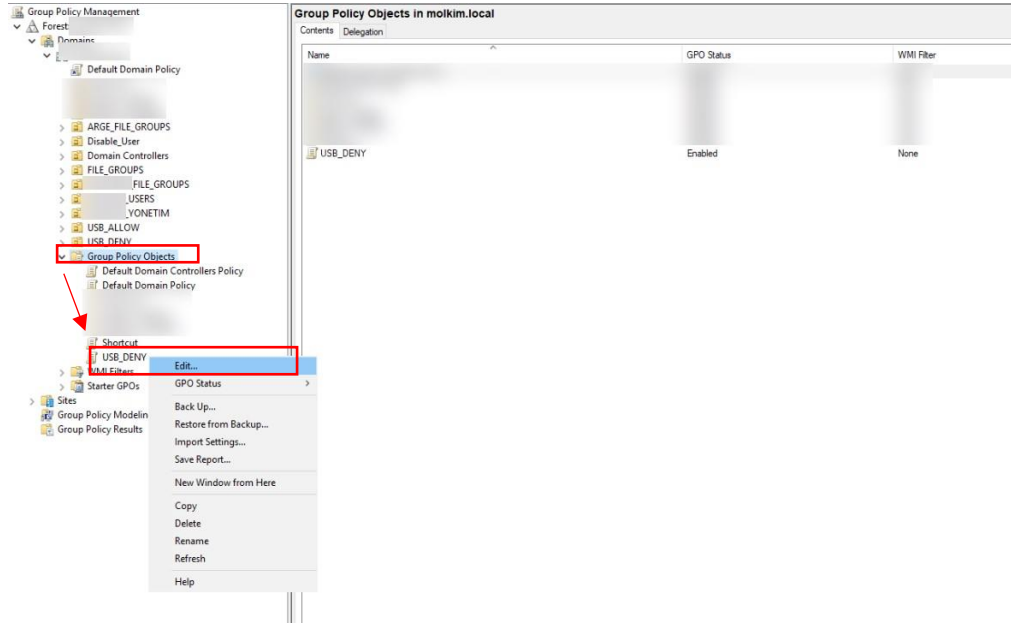 Group Policy Management
Forest
Domains
Default Domain Policy
ARGE_FILE_GROUPS
Disable_User
Domain Controllers
FILE_GROUPS
_FILE_GROUPS
_USERS
_YONETIM
USB_ALLOW
USB_DENY
Group Policy Objects
Default Domain Controllers Policy
Default Domain Policy
Shortcut
USB_DENY
WMI Filters
Starter GPOs
Sites
Group Policy Modelin
Group Policy Results
Edit...
GPO Status
Back Up...
Restore from Backup...
Import Settings...
Save Report...
New Window from Here
Copy
Delete
Rename
Refresh
Help
Group Policy Objects in molkim.local
Contents Delegation
Name GPO Status WMI Filter
USB_DENY Enabled None